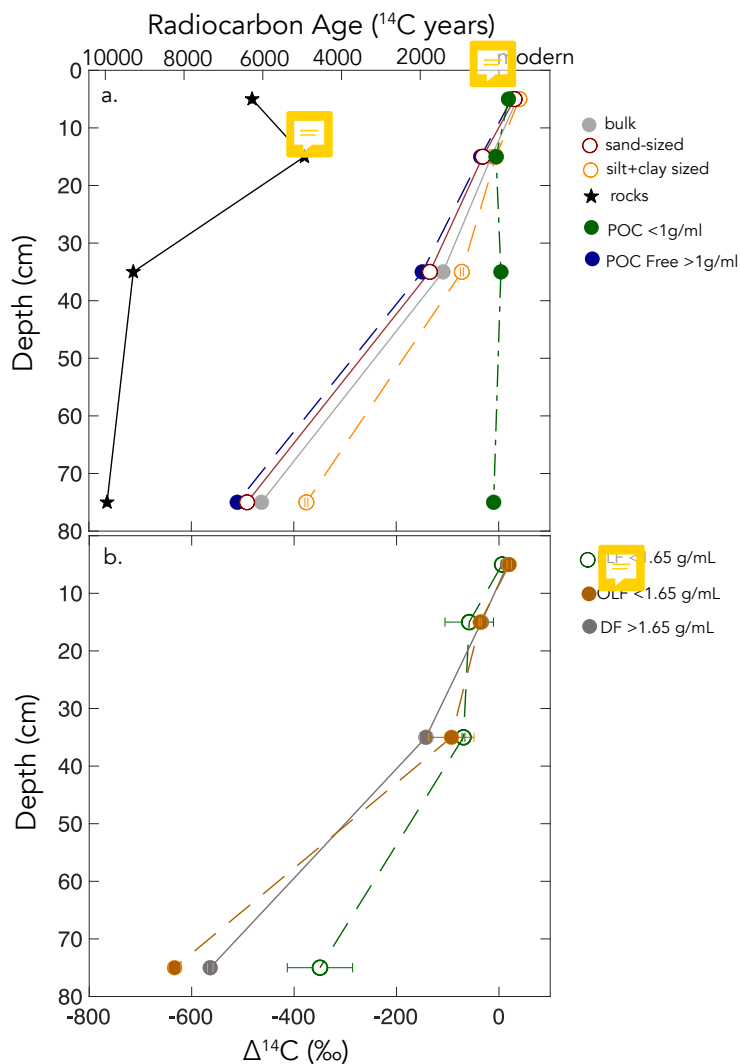 Radiocarbon Age (¹⁴C years)
10000 8000 6000 4000 2000 modern
a.
Depth (cm)
0
10
20
30
40
50
60
70
80
bulk
sand-sized
silt+clay sized
rocks
POC <1g/ml
POC Free >1g/ml
b.
Depth (cm)
10
20
30
40
50
60
70
80
<1.65 g/mL
OLF <1.65 g/mL
DF >1.65 g/mL
-800 -600 -400 -200 0
Δ¹⁴C (‰)